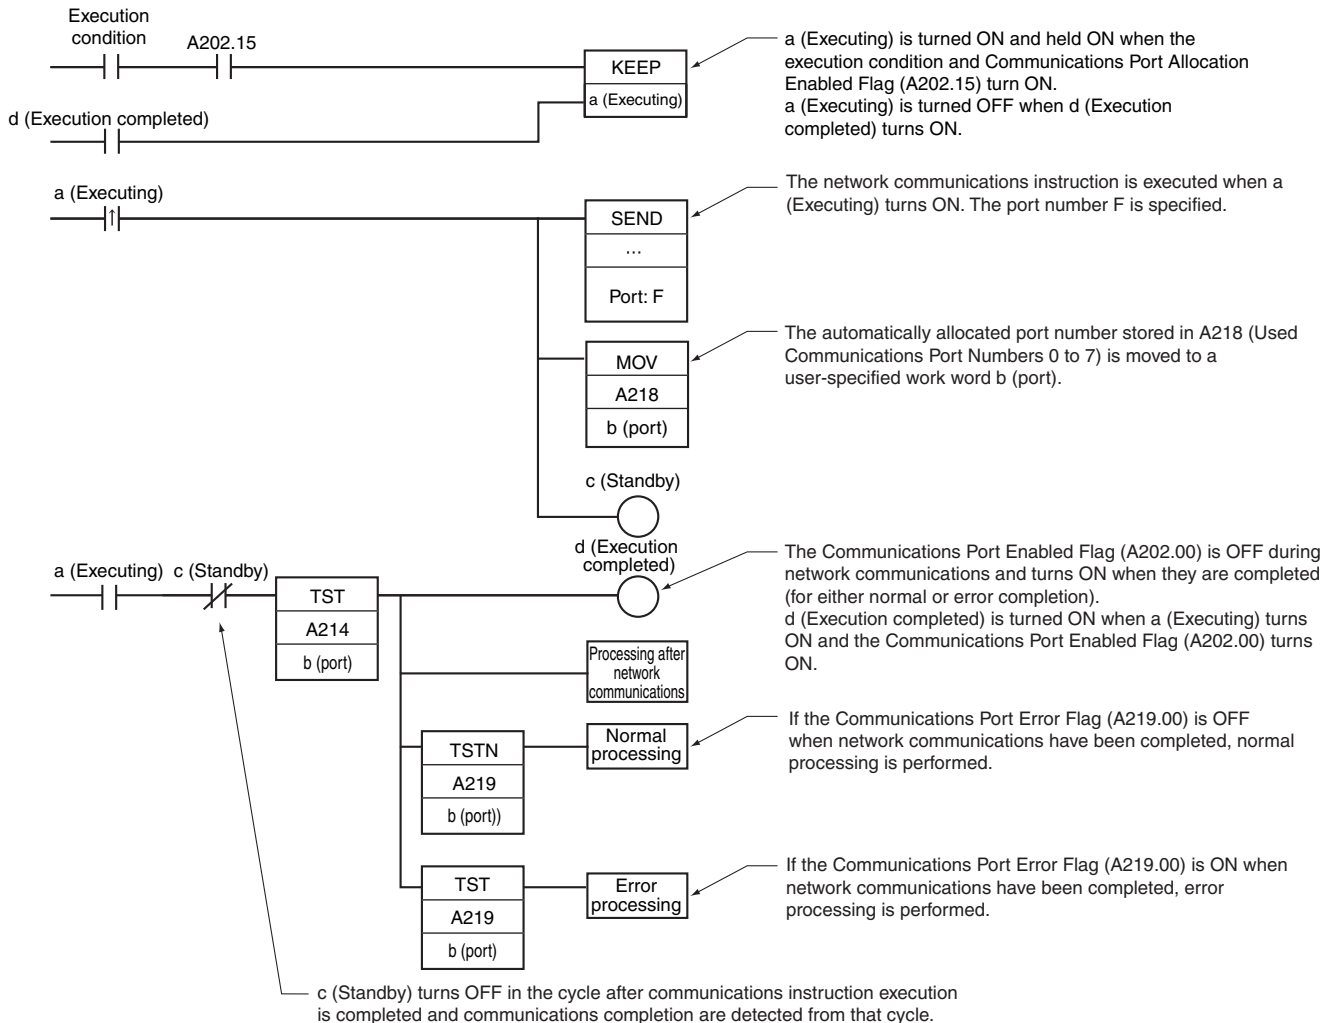 Execution
condition
A202.15
KEEP
a (Executing)
d (Execution completed)
a (Executing) is turned ON and held ON when the
execution condition and Communications Port Allocation
Enabled Flag (A202.15) turn ON.
a (Executing) is turned OFF when d (Execution
completed) turns ON.
a (Executing)
↑
SEND
...
Port: F
The network communications instruction is executed when a
(Executing) turns ON. The port number F is specified.
MOV
A218
b (port)
The automatically allocated port number stored in A218 (Used
Communications Port Numbers 0 to 7) is moved to a
user-specified work word b (port).
c (Standby)
d (Execution
completed)
a (Executing)
c (Standby)
TST
A214
b (port)
The Communications Port Enabled Flag (A202.00) is OFF during
network communications and turns ON when they are completed
(for either normal or error completion).
d (Execution completed) is turned ON when a (Executing) turns
ON and the Communications Port Enabled Flag (A202.00) turns
ON.
Processing after
network
communications
TSTN
A219
b (port))
Normal
processing
If the Communications Port Error Flag (A219.00) is OFF
when network communications have been completed, normal
processing is performed.
TST
A219
b (port)
Error
processing
If the Communications Port Error Flag (A219.00) is ON when
network communications have been completed, error
processing is performed.
c (Standby) turns OFF in the cycle after communications instruction execution
is completed and communications completion are detected from that cycle.